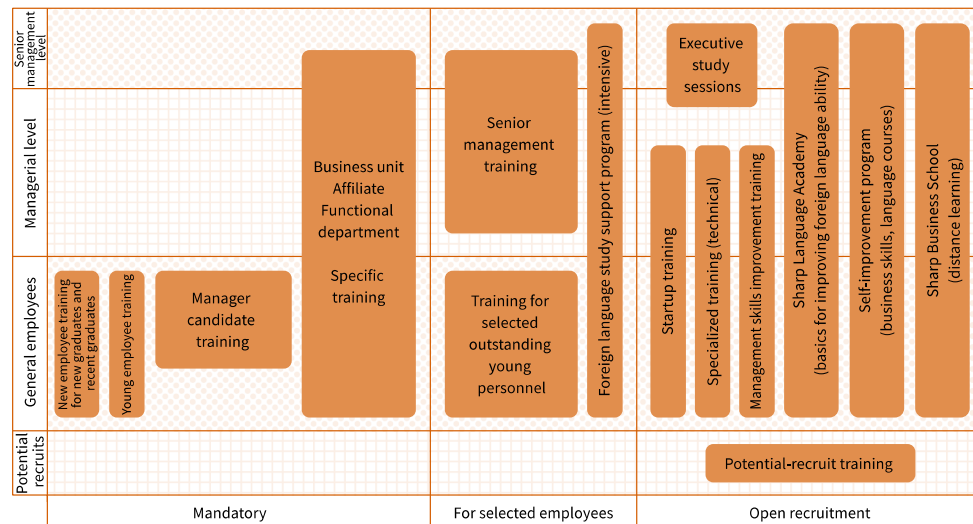 Senior
management
level
Managerial level
General employees
Potential
recruits
New employee training
for new graduates and
recent graduates
Young employee training
Manager
candidate
training
Business unit
Affiliate
Functional
department
Specific
training
Senior
management
training
Training for
selected
outstanding
young
personnel
Foreign language study support program (intensive)
Executive
study
sessions
Startup training
Specialized training (technical)
Management skills improvement training
Sharp Language Academy
(basics for improving foreign language ability)
Self-improvement program
(business skills, language courses)
Sharp Business School
(distance learning)
Potential-recruit training
Mandatory
For selected employees
Open recruitment